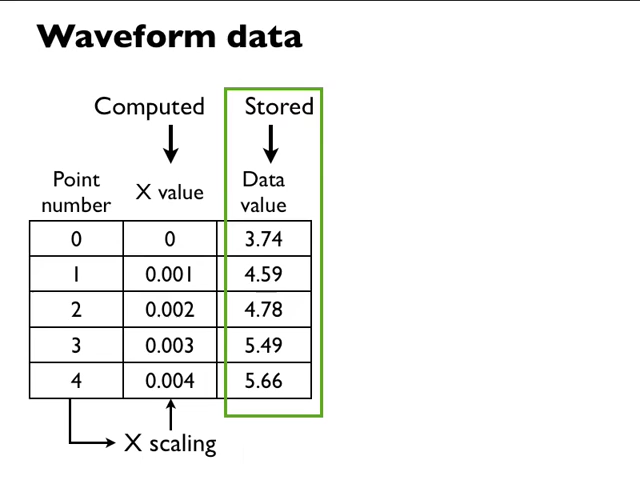 Waveform data
Computed Stored
Point number X value Data value
0 0 3.74
1 0.001 4.59
2 0.002 4.78
3 0.003 5.49
4 0.004 5.66
X scaling